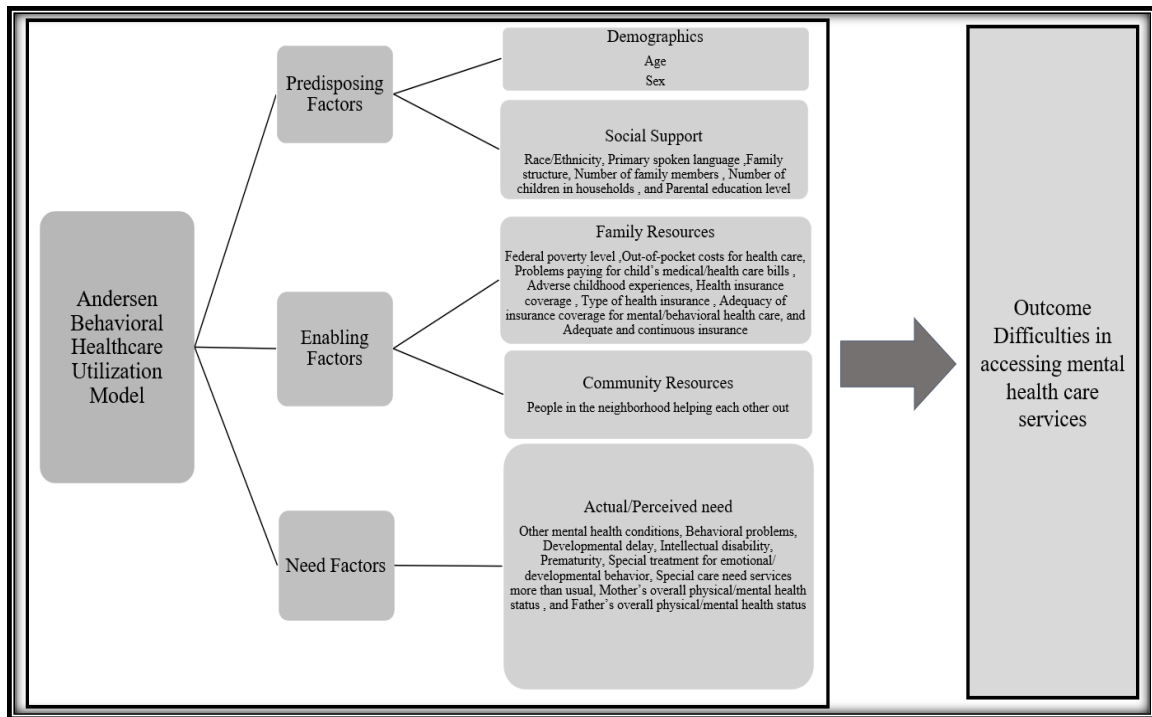 Andersen
Behavioral
Healthcare
Utilization
Model
Predisposing
Factors
Demographics
Age
Sex
Social Support
Race/Ethnicity, Primary spoken language ,Family
structure, Number of family members , Number of
children in households , and Parental education level
Enabling
Factors
Family Resources
Federal poverty level ,Out-of-pocket costs for health care,
Problems paying for child’s medical/health care bills ,
Adverse childhood experiences, Health insurance
coverage , Type of health insurance , Adequacy of
insurance coverage for mental/behavioral health care, and
Adequate and continuous insurance
Community Resources
People in the neighborhood helping each other out
Need Factors
Actual/Perceived need
Other mental health conditions, Behavioral problems,
Developmental delay, Intellectual disability,
Prematurity, Special treatment for emotional/
developmental behavior, Special care need services
more than usual, Mother’s overall physical/mental health
status , and Father’s overall physical/mental health status
Outcome
Difficulties in
accessing mental
health care
services